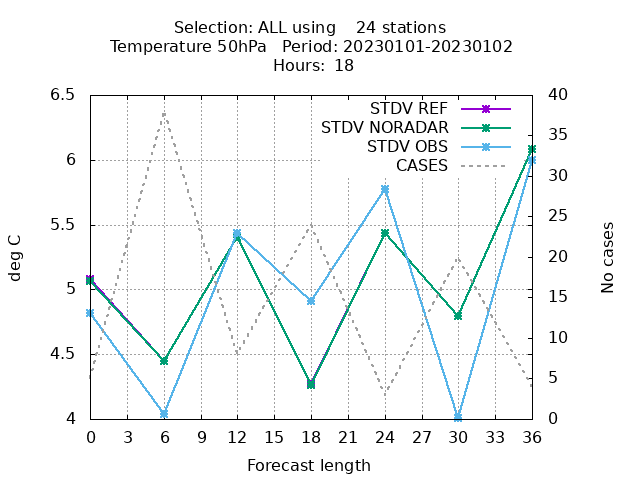 Selection: ALL using    24 stations
Temperature 50hPa   Period: 20230101-20230102
Hours:  18
STDV REF
STDV NORADAR
STDV OBS
CASES
deg C
6.5
6
5.5
5
4.5
4
40
35
30
25
20
15
10
5
0
No cases
0 3 6 9 12 15 18 21 24 27 30 33 36
Forecast length